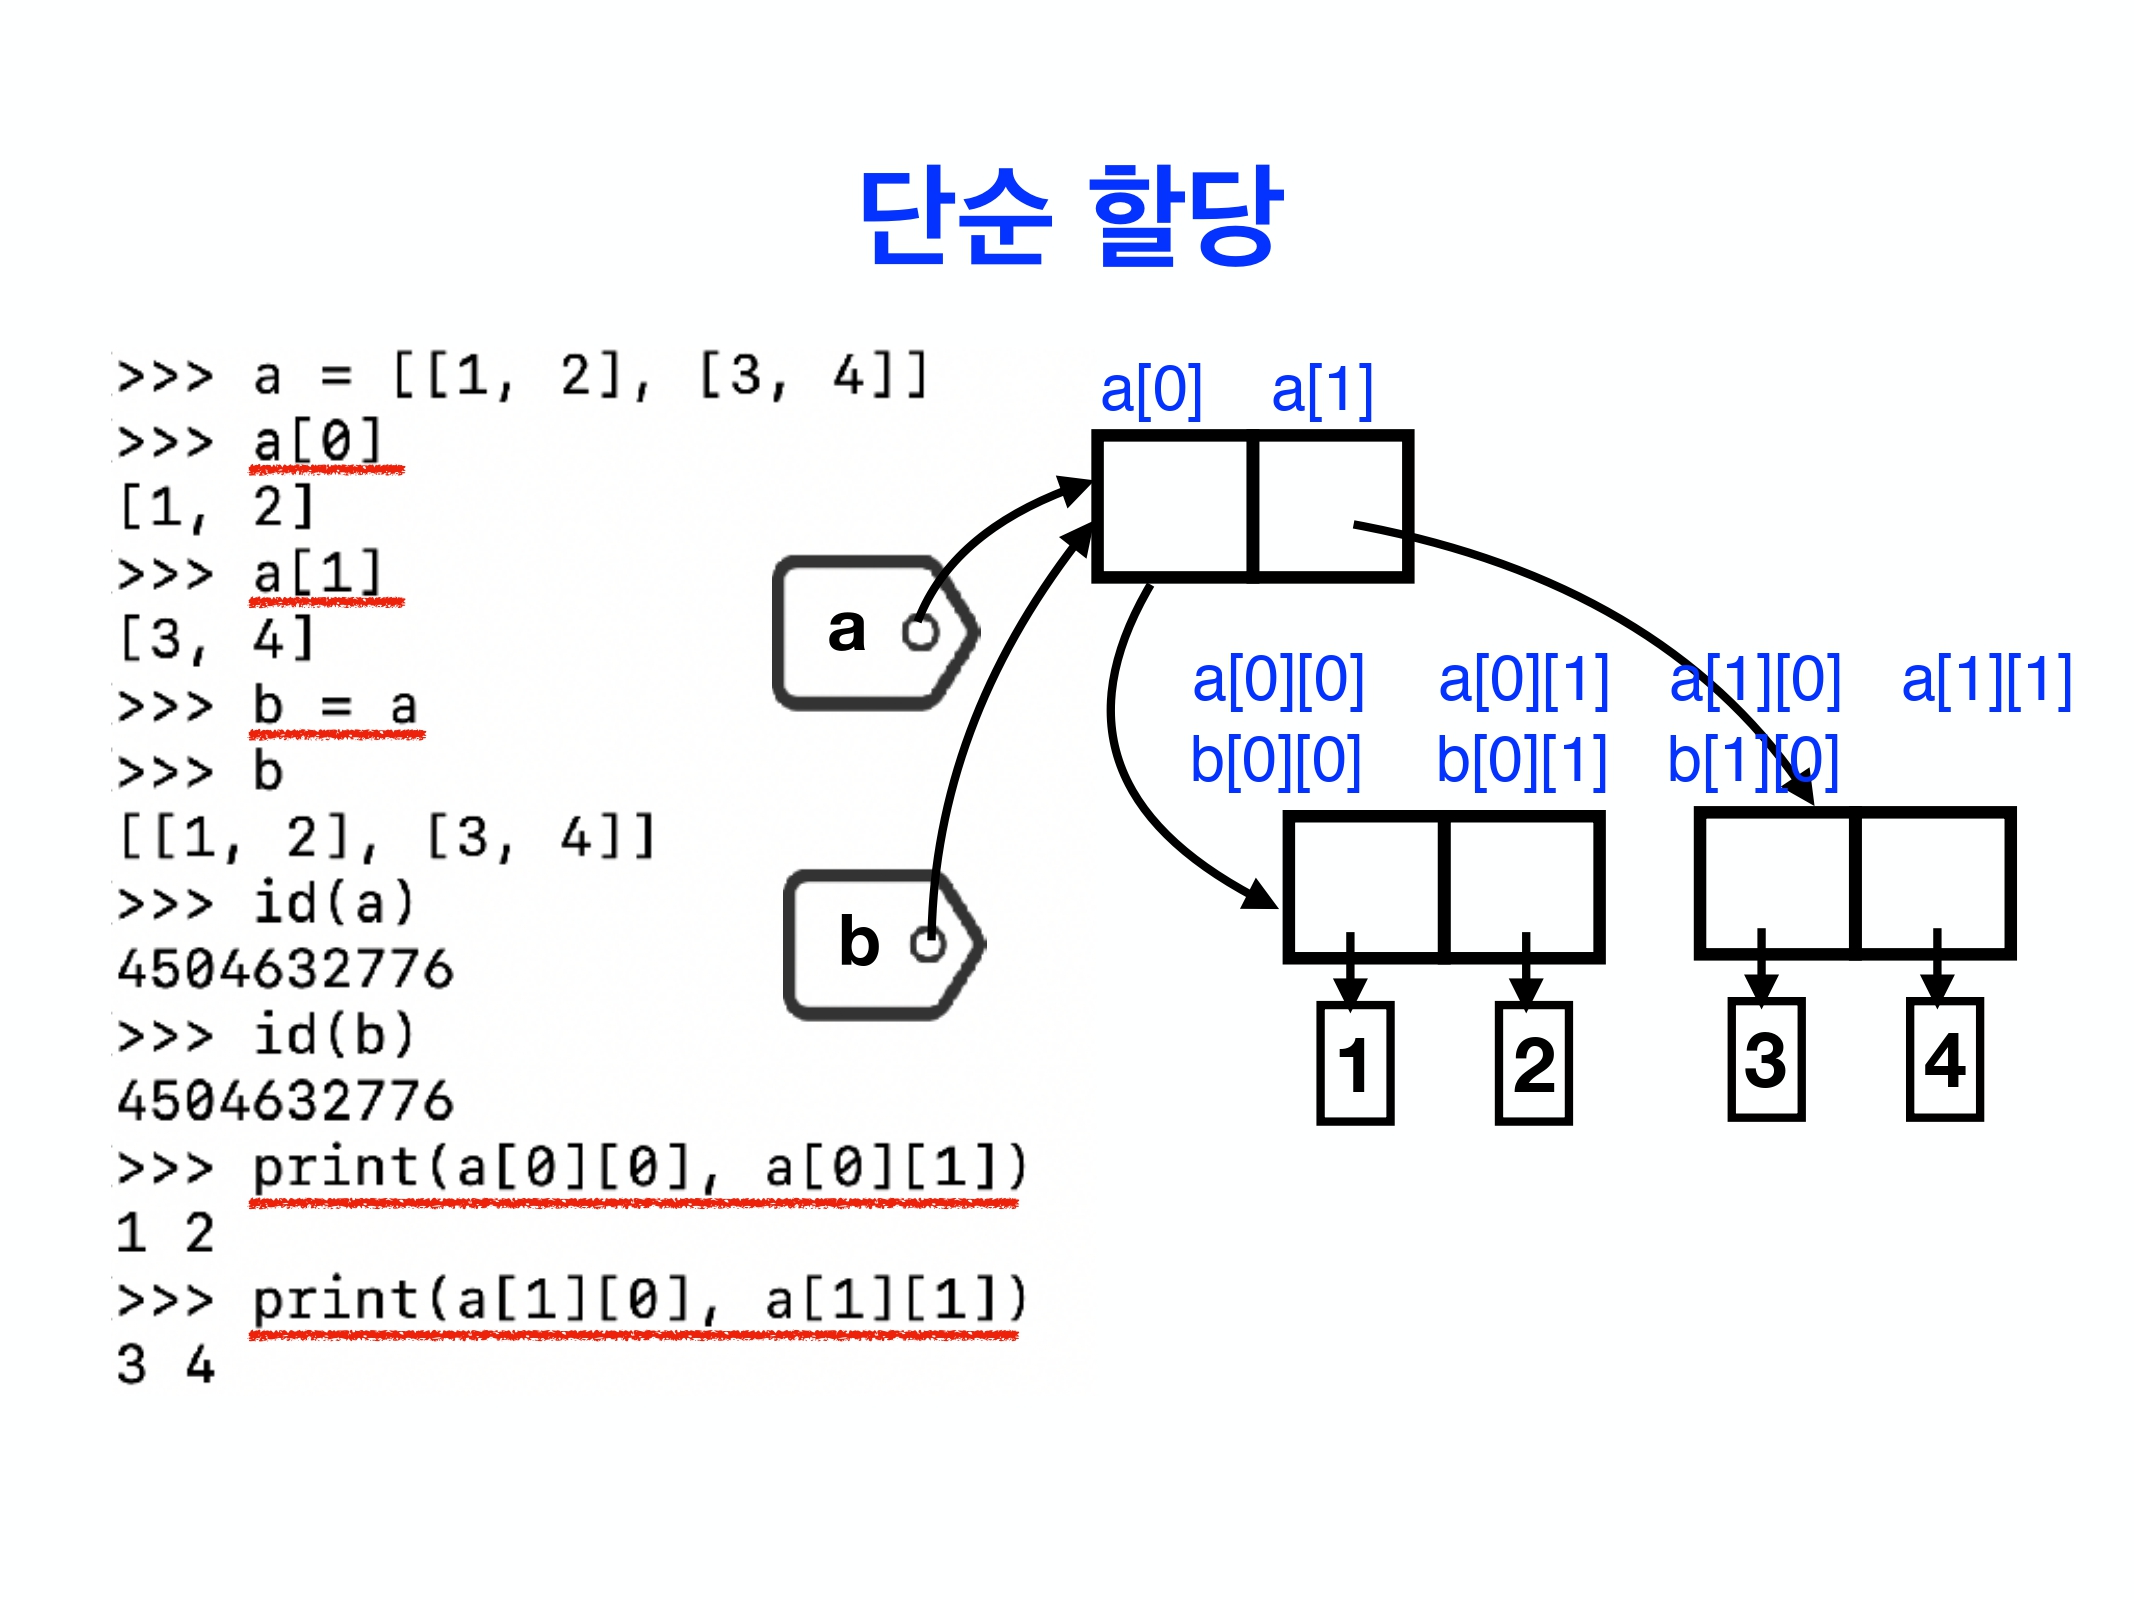 단순 할당
>>> a = [[1, 2], [3, 4]]
>>> a[0]
[1, 2]
>>> a[1]
[3, 4]
>>> b = a
>>> b
[[1, 2], [3, 4]]
>>> id(a)
4504632776
>>> id(b)
4504632776
>>> print(a[0][0], a[0][1])
1 2
>>> print(a[1][0], a[1][1])
3 4
a[0] a[1]
a
b
a[0][0] a[0][1] a[1][0] a[1][1]
b[0][0] b[0][1] b[1][0]
1 2 3 4